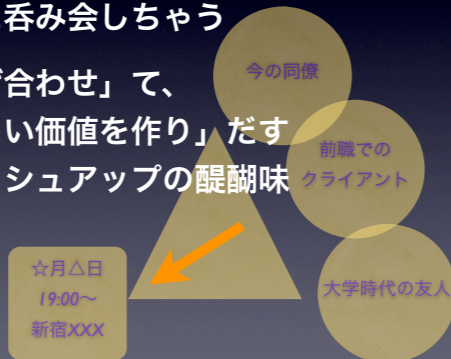 呑み会しちゃう
合わせ」て、
い価値を作り」だす
シュアップの醍醐味
今の同僚
前職での
クライアント
大学時代の友人
☆月△日
19:00〜
新宿XXX